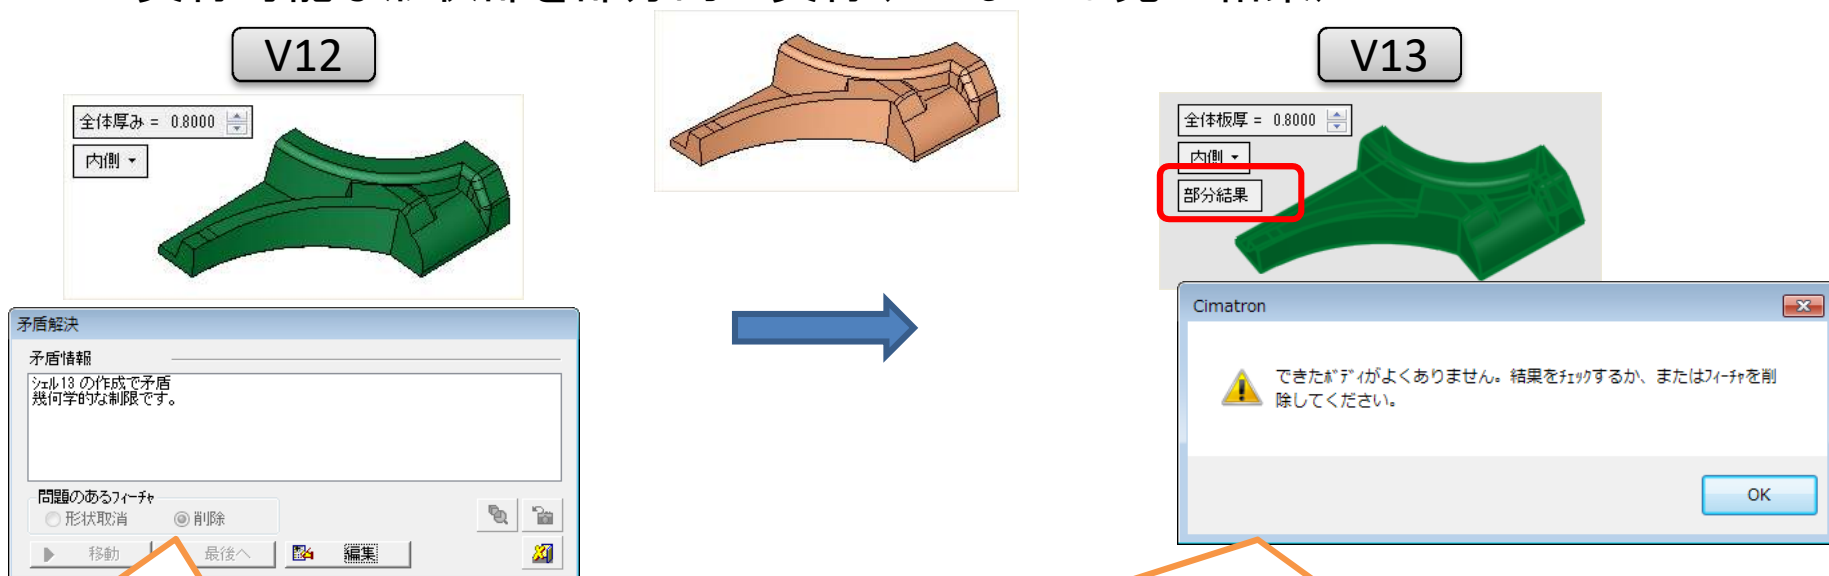 V12
V13
全体厚み = 0.8000
内側
全体板厚 = 0.8000
内側
部分結果
矛盾解決
矛盾情報
ｼｪﾙ13 の作成で矛盾
幾何学的な制限です。
問題のあるﾌｨｰﾁｬ
形状取消
削除
移動
最後へ
編集
Cimatron
できたﾎﾞﾃﾞｨがよくありません。結果をﾁｪｯｸするか、またはﾌｨｰﾁｬを削
除してください。
OK